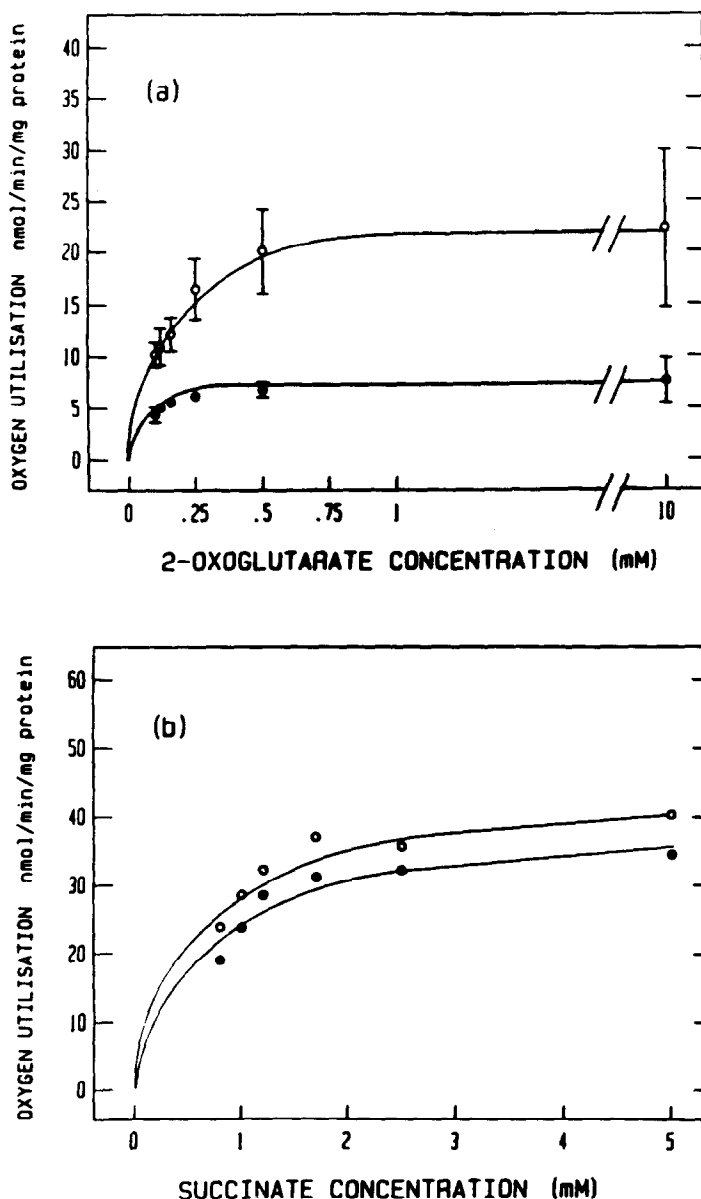 OXYGEN UTILISATION nmol/min/mg protein
(a)
40
35
30
25
20
15
10
5
0
0 .25 .5 .75 1 10
2-OXOGLUTARATE CONCENTRATION (mM)
OXYGEN UTILISATION nmol/min/mg protein
(b)
60
50
40
30
20
10
0
0 1 2 3 4 5
SUCCINATE CONCENTRATION (mM)